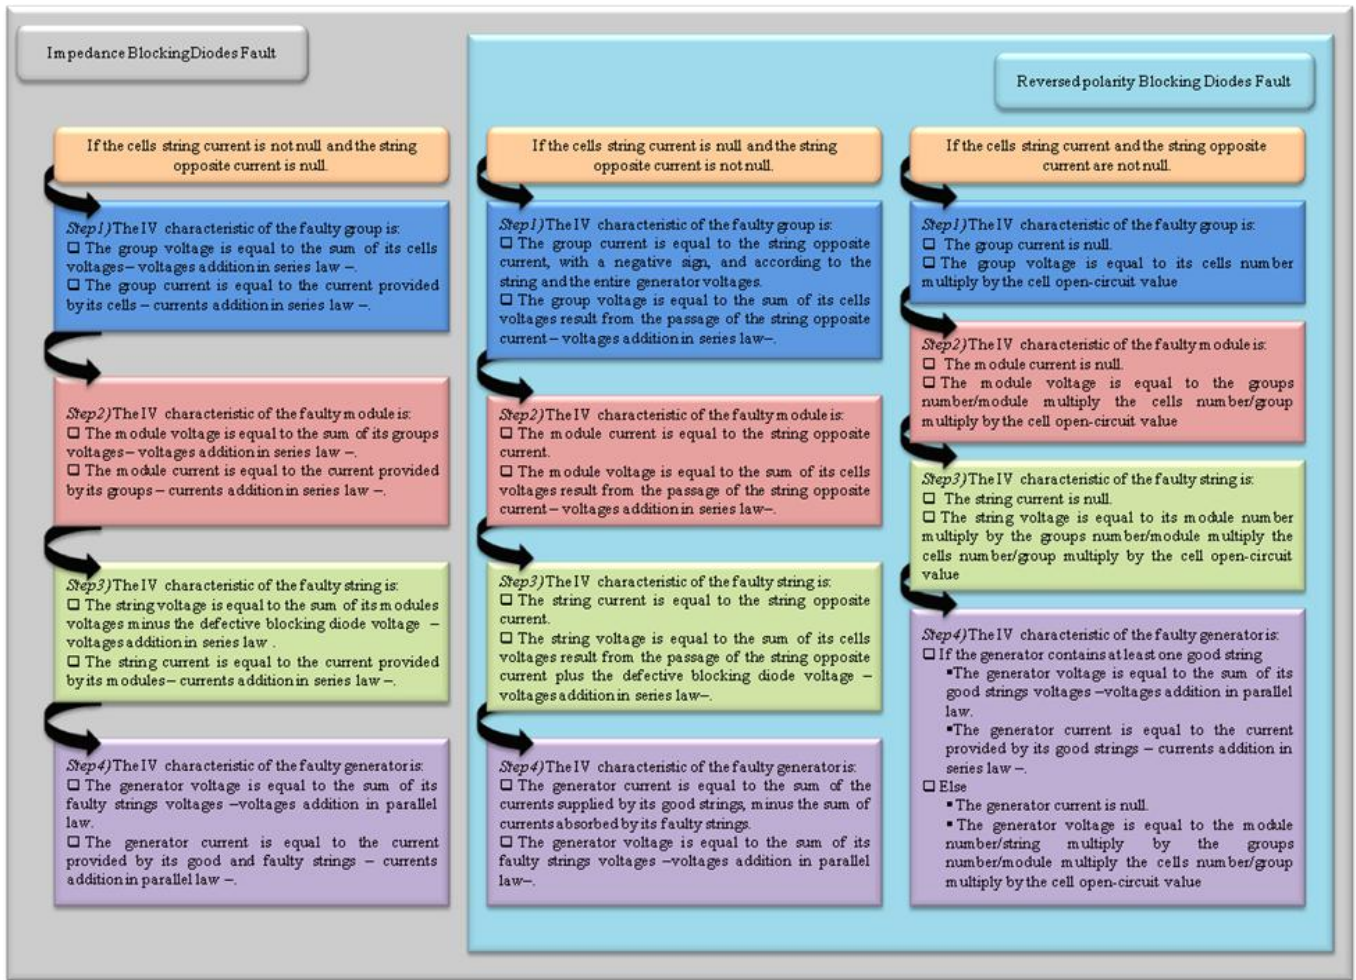 Impedance Blocking Diodes Fault
Reversed polarity Blocking Diodes Fault
If the cells string current is not null and the string
opposite current is null.
Step1) The IV characteristic of the faulty group is:
❑ The group voltage is equal to the sum of its cells
voltages – voltages addition in series law –.
❑ The group current is equal to the current provided
by its cells – currents addition in series law –.
Step2) The IV characteristic of the faulty module is:
❑ The module voltage is equal to the sum of its groups
voltages – voltages addition in series law –.
❑ The module current is equal to the current provided
by its groups – currents addition in series law –.
Step3) The IV characteristic of the faulty string is:
❑ The string voltage is equal to the sum of its modules
voltages minus the defective blocking diode voltage –
voltages addition in series law .
❑ The string current is equal to the current provided
by its modules – currents addition in series law –.
Step4) The IV characteristic of the faulty generator is:
❑ The generator voltage is equal to the sum of its
faulty strings voltages –voltages addition in parallel
law.
❑ The generator current is equal to the current
provided by its good and faulty strings – currents
addition in parallel law –.
If the cells string current is null and the string
opposite current is not null.
Step1) The IV characteristic of the faulty group is:
❑ The group current is equal to the string opposite
current, with a negative sign, and according to the
string and the entire generator voltages.
❑ The group voltage is equal to the sum of its cells
voltages result from the passage of the string opposite
current – voltages addition in series law–.
Step2) The IV characteristic of the faulty module is:
❑ The module current is equal to the string opposite
current.
❑ The module voltage is equal to the sum of its cells
voltages result from the passage of the string opposite
current – voltages addition in series law–.
Step3) The IV characteristic of the faulty string is:
❑ The string current is equal to the string opposite
current.
❑ The string voltage is equal to the sum of its cells
voltages result from the passage of the string opposite
current plus the defective blocking diode voltage –
voltages addition in series law–.
Step4) The IV characteristic of the faulty generator is:
❑ The generator current is equal to the sum of the
currents supplied by its good strings, minus the sum of
currents absorbed by its faulty strings.
❑ The generator voltage is equal to the sum of its
faulty strings voltages –voltages addition in parallel
law–.
If the cells string current and the string opposite
current are not null.
Step1) The IV characteristic of the faulty group is:
❑ The group current is null.
❑ The group voltage is equal to its cells number
multiply by the cell open-circuit value
Step2) The IV characteristic of the faulty module is:
❑ The module current is null.
❑ The module voltage is equal to the groups
number/module multiply the cells number/group
multiply by the cell open-circuit value
Step3) The IV characteristic of the faulty string is:
❑ The string current is null.
❑ The string voltage is equal to its module number
multiply by the groups number/module multiply the
cells number/group multiply by the cell open-circuit
value
Step4) The IV characteristic of the faulty generator is:
❑ If the generator contains at least one good string
▪The generator voltage is equal to the sum of its
good strings voltages –voltages addition in parallel
law.
▪The generator current is equal to the current
provided by its good strings – currents addition in
series law –.
❑ Else
▪ The generator current is null.
▪ The generator voltage is equal to the module
number/string multiply by the groups
number/module multiply the cells number/group
multiply by the cell open-circuit value